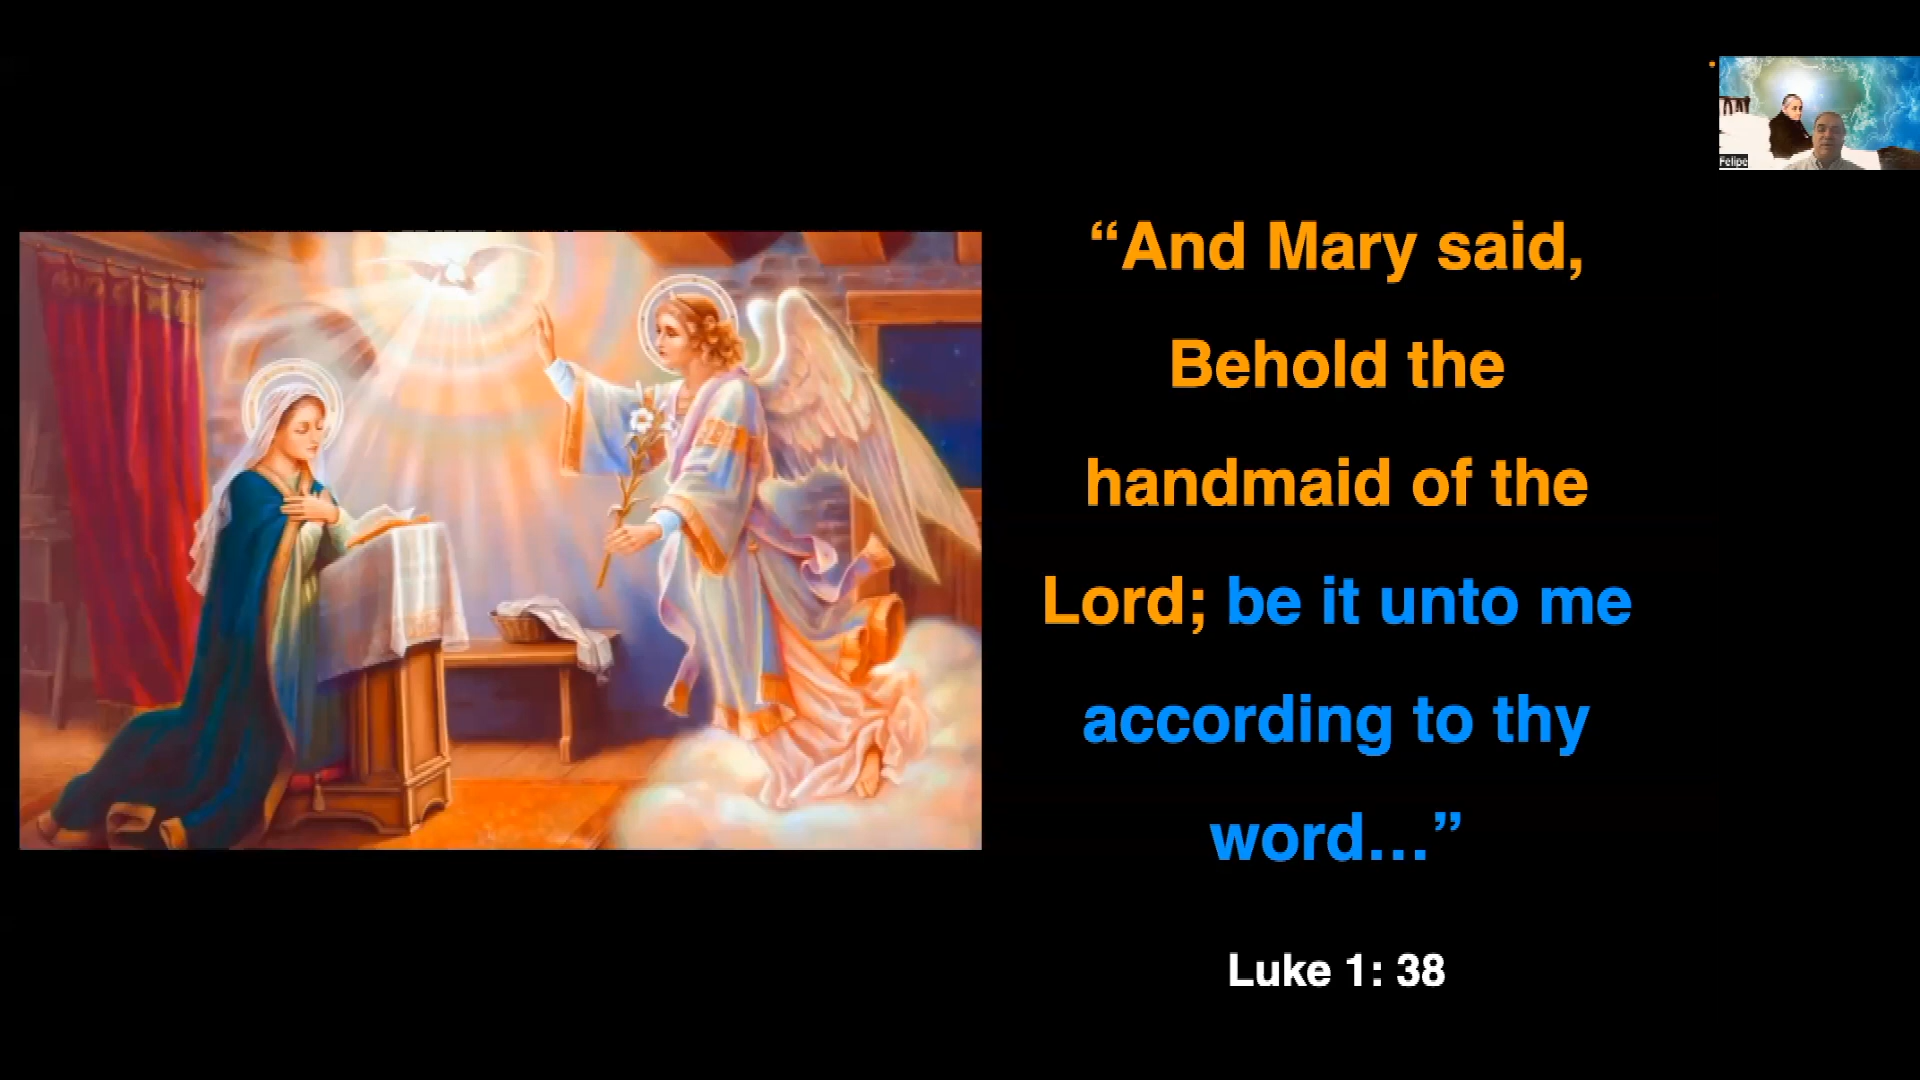 Felipe
“And Mary said,
Behold the
handmaid of the
Lord; be it unto me
according to thy
word...”
Luke 1: 38